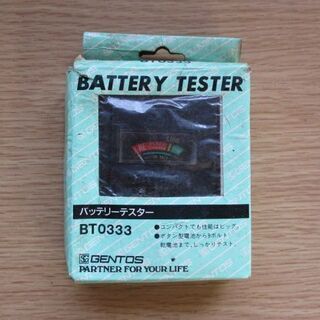 BATTERY TESTER
バッテリーテスター
BT0333
●コンパクトでも性能はビッグ。
●ボタン型電池から9ボルト
乾電池まで、しっかりテスト。
GENTOS
PARTNER FOR YOUR LIFE